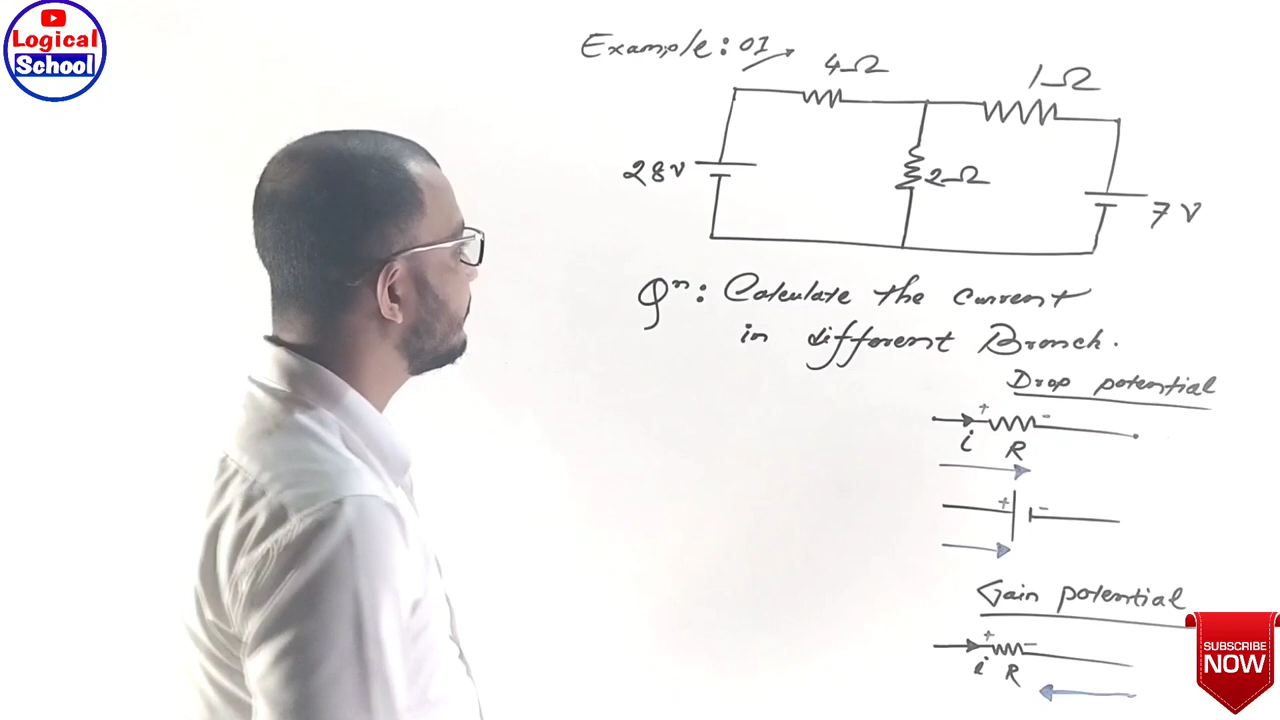 Logical
School
Example: 01
4Ω
1Ω
28V
2Ω
7V
Qⁿ: Calculate the Current
in different Branch.
Drop potential
+ -
i R
+ -
Gain potential
+ -
i R
SUBSCRIBE
NOW